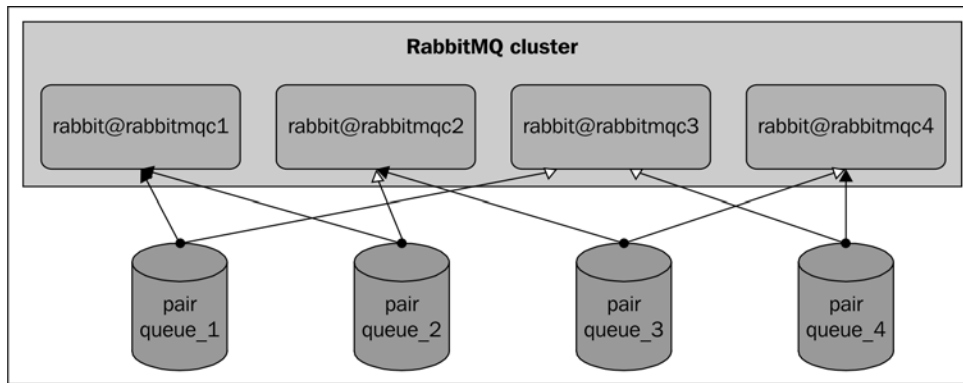 RabbitMQ cluster
rabbit@rabbitmqc1
rabbit@rabbitmqc2
rabbit@rabbitmqc3
rabbit@rabbitmqc4
pair
queue_1
pair
queue_2
pair
queue_3
pair
queue_4